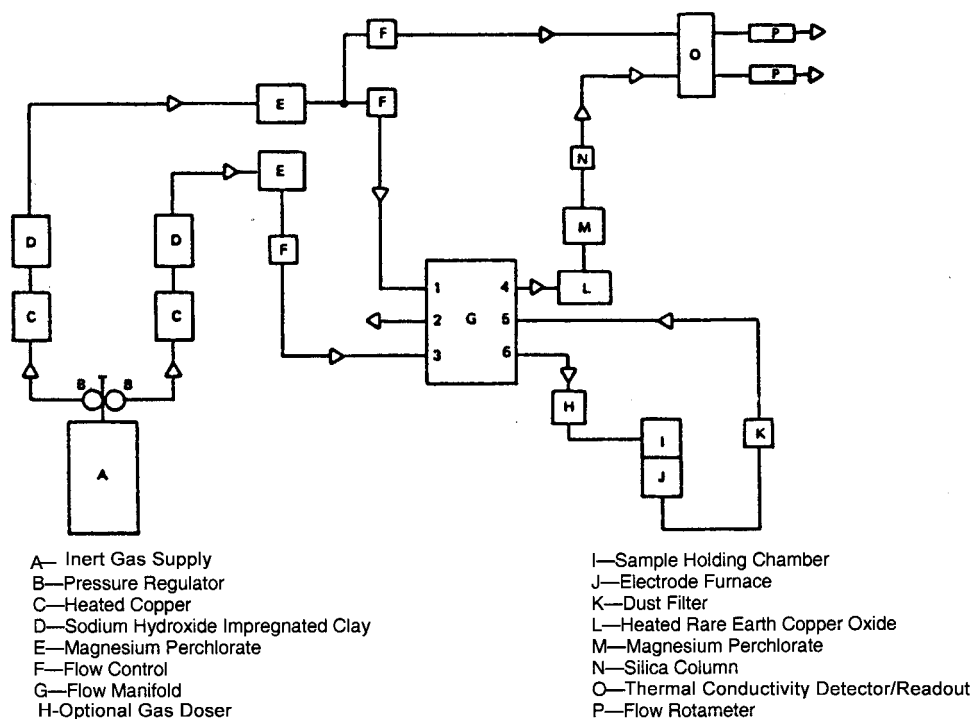 F
P
O
P
E
F
E
N
D
D
M
F
1 4
L
G
2 5
C
C
3 6
B B
H
I
K
A
J
A— Inert Gas Supply
B—Pressure Regulator
C—Heated Copper
D—Sodium Hydroxide Impregnated Clay
E—Magnesium Perchlorate
F—Flow Control
G—Flow Manifold
H-Optional Gas Doser
I—Sample Holding Chamber
J—Electrode Furnace
K—Dust Filter
L—Heated Rare Earth Copper Oxide
M—Magnesium Perchlorate
N—Silica Column
O—Thermal Conductivity Detector/Readout
P—Flow Rotameter